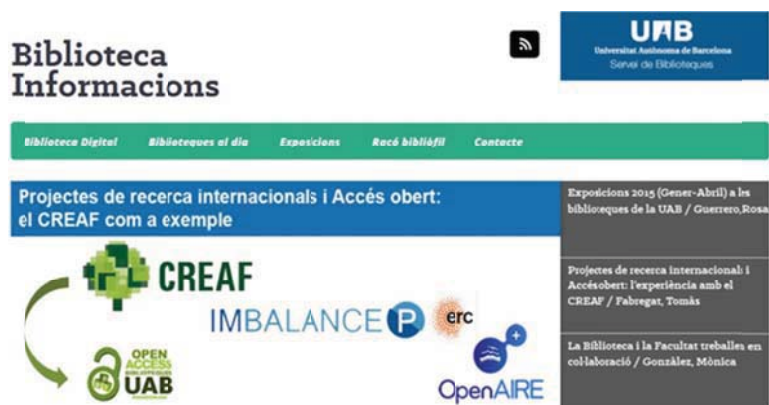 Biblioteca
Informacions
UAB
Universitat Autònoma de Barcelona
Servei de Biblioteques
Biblioteca Digital
Biblioteques al dia
Exposicions
Racó bibliòfil
Contacte
Projectes de recerca internacionals i Accés obert:
el CREAF com a exemple
CREAF
IMBALANCE P
erc
OPEN
ACCESS
BIBLIOTEQUES
UAB
OpenAIRE
Exposicions 2015 (Gener-Abril) a les
biblioteques de la UAB / Guerrero,Rosa
Projectes de recerca internacionals i
Accésobert: l'experiència amb el
CREAF / Fabregat, Tomàs
La Biblioteca i la Facultat treballen en
col·laboració / Gonzàlez, Mònica